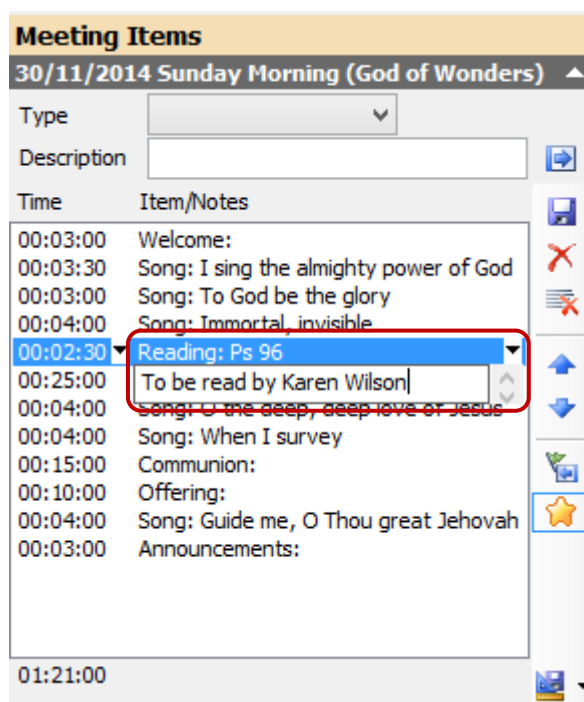 Meeting Items
30/11/2014 Sunday Morning (God of Wonders)
Type
Description
Time Item/Notes
00:03:00 Welcome:
00:03:30 Song: I sing the almighty power of God
00:03:00 Song: To God be the glory
00:04:00 Song: Immortal, invisible
00:02:30 Reading: Ps 96
00:25:00 To be read by Karen Wilson
00:04:00 Song: O the deep, deep love of Jesus
00:04:00 Song: When I survey
00:15:00 Communion:
00:10:00 Offering:
00:04:00 Song: Guide me, O Thou great Jehovah
00:03:00 Announcements:
01:21:00